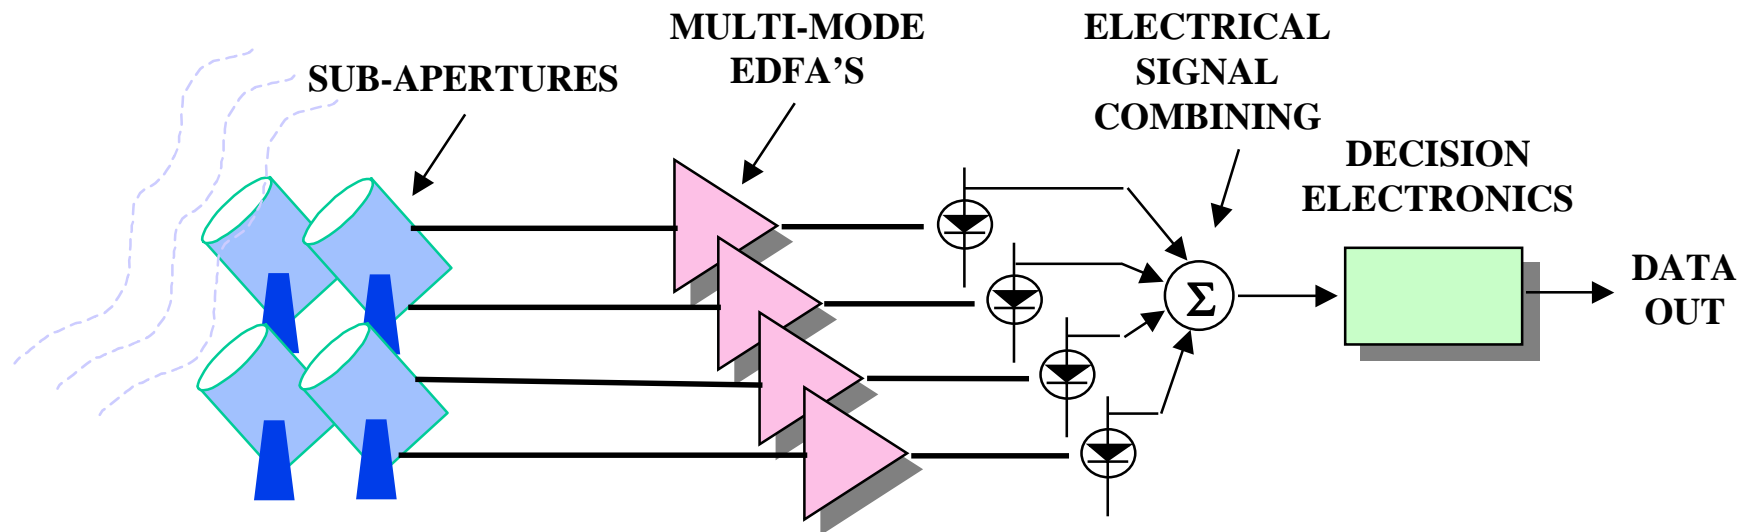 SUB-APERTURES
MULTI-MODE
EDFA'S
ELECTRICAL
SIGNAL
COMBINING
DECISION
ELECTRONICS
Σ
DATA
OUT